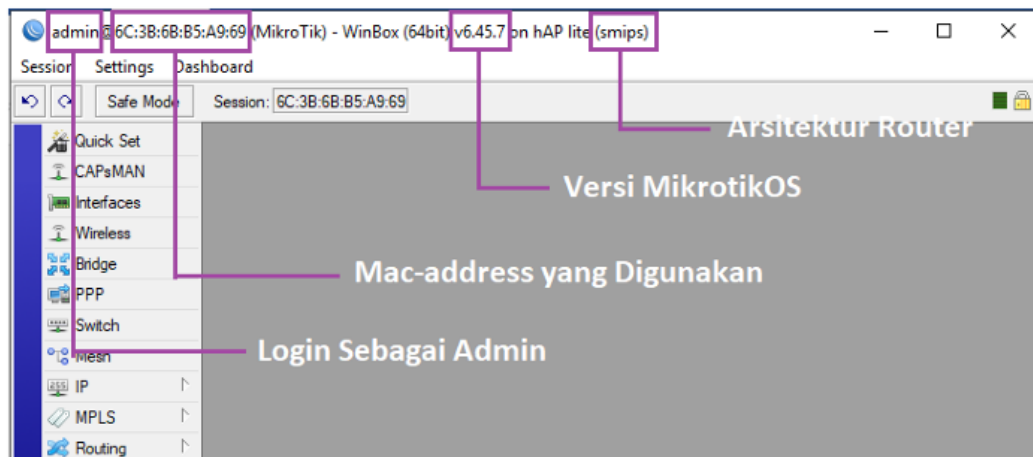 admin@6C:3B:6B:B5:A9:69 (MikroTik) - WinBox (64bit) v6.45.7 on hAP lite (smips)
Session Settings Dashboard
Safe Mode Session: 6C:3B:6B:B5:A9:69
Quick Set
Arsitektur Router
CAPsMAN
Versi MikrotikOS
Interfaces
Wireless
Bridge
Mac-address yang Digunakan
PPP
Switch
Login Sebagai Admin
Mesh
IP
MPLS
Routing